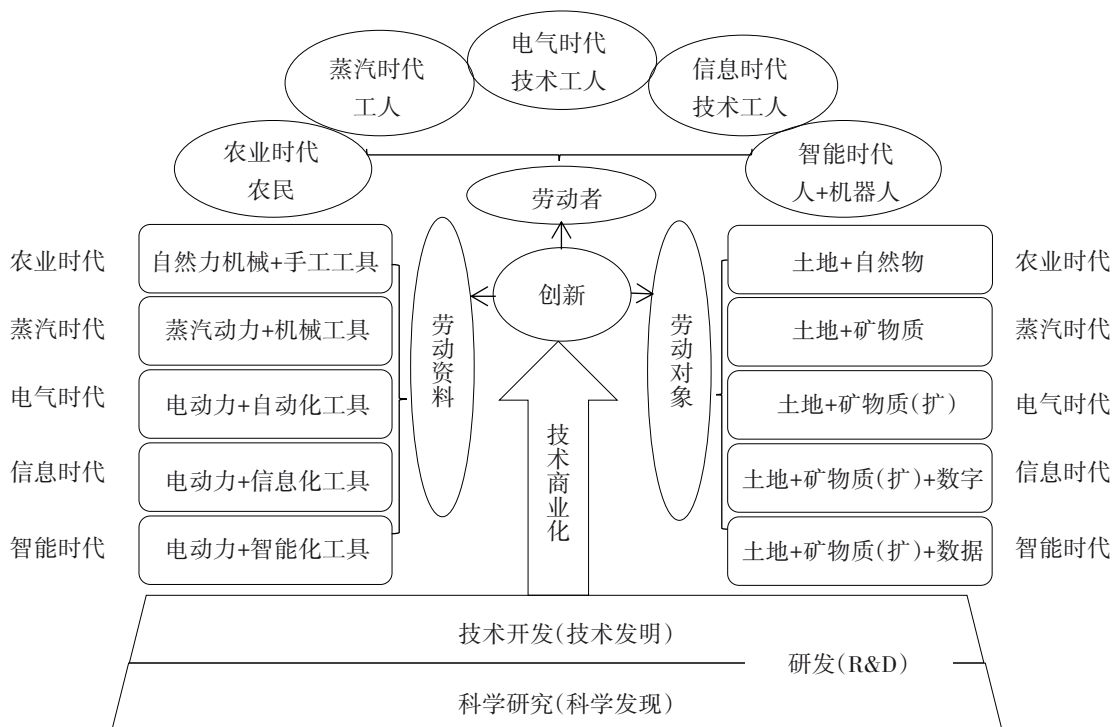 电气时代
技术工人
蒸汽时代
工人
信息时代
技术工人
农业时代
农民
智能时代
人+机器人
劳动者
创新
劳动资料
劳动对象
农业时代
自然力机械+手工工具
土地+自然物
农业时代
蒸汽时代
蒸汽动力+机械工具
土地+矿物质
蒸汽时代
电气时代
电动力+自动化工具
土地+矿物质(扩)
电气时代
信息时代
电动力+信息化工具
土地+矿物质(扩)+数字
信息时代
智能时代
电动力+智能化工具
土地+矿物质(扩)+数据
智能时代
技术商业化
技术开发(技术发明)
研发(R&D)
科学研究(科学发现)